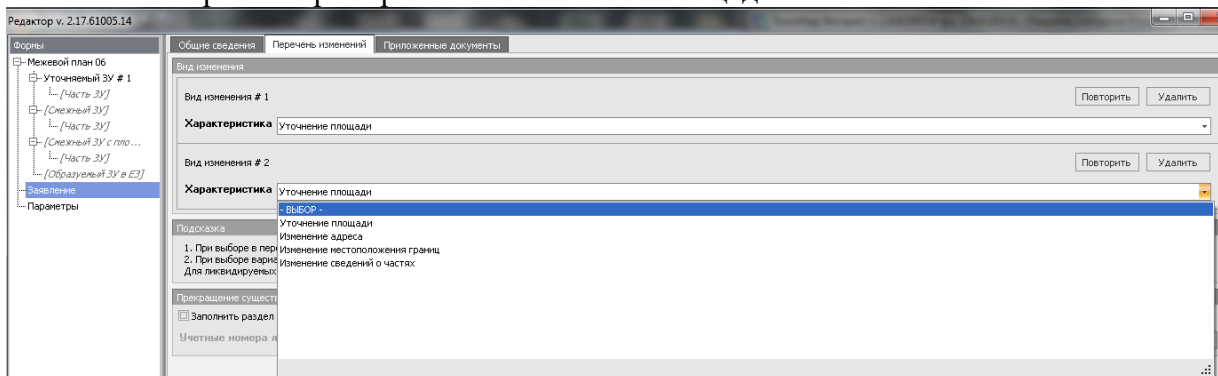 Редактор v. 2.17.61005.14
Формы
Межевой план 06
Уточняемый ЗУ # 1
[Часть ЗУ]
[Смежный ЗУ]
[Часть ЗУ]
[Смежный ЗУ с пло...
[Часть ЗУ]
[Образуемый ЗУ в ЕЗ]
Заявление
Параметры
Общие сведения Перечень изменений Приложенные документы
Вид изменения
Вид изменения # 1 Повторить Удалить
Характеристика Уточнение площади
Вид изменения # 2 Повторить Удалить
Характеристика Уточнение площади
- ВЫБОР -
Уточнение площади
Изменение адреса
Изменение местоположения границ
Изменение сведений о частях
Подсказка
1. При выборе в пер
2. При выборе вариа
Для ликвидируемых
Прекращение сущест
Заполнить раздел
Учетные номера л